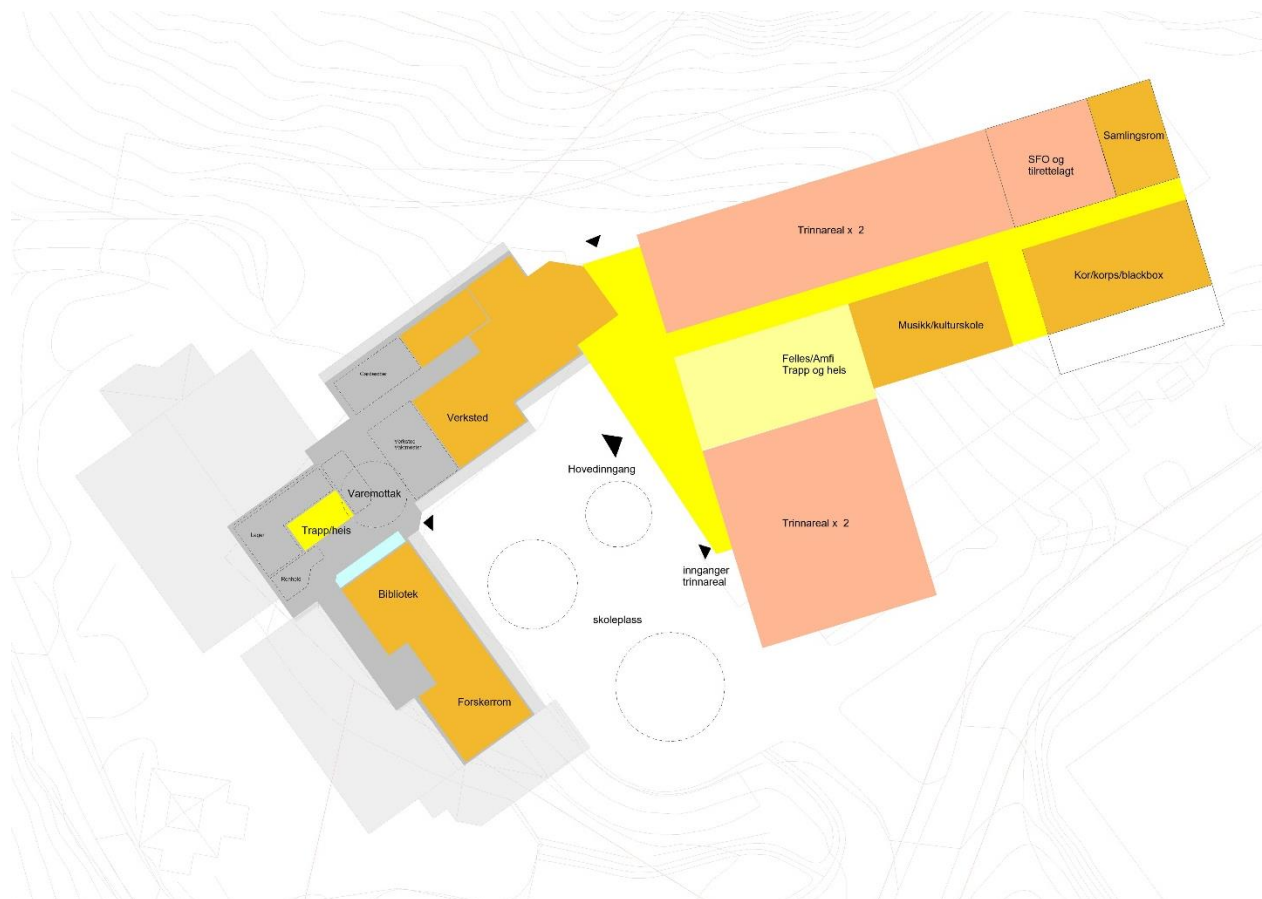 Samlingsrom
SFO og
tilrettelagt
Trinnareal x  2
Kor/korps/blackbox
Musikk/kulturskole
Felles/Amfi
Trapp og heis
Verksted
Hovedinngang
Varemottak
Trapp/heis
Lager
Renhold
Trinnareal x  2
innganger
trinnareal
Bibliotek
skoleplass
Forskerrom